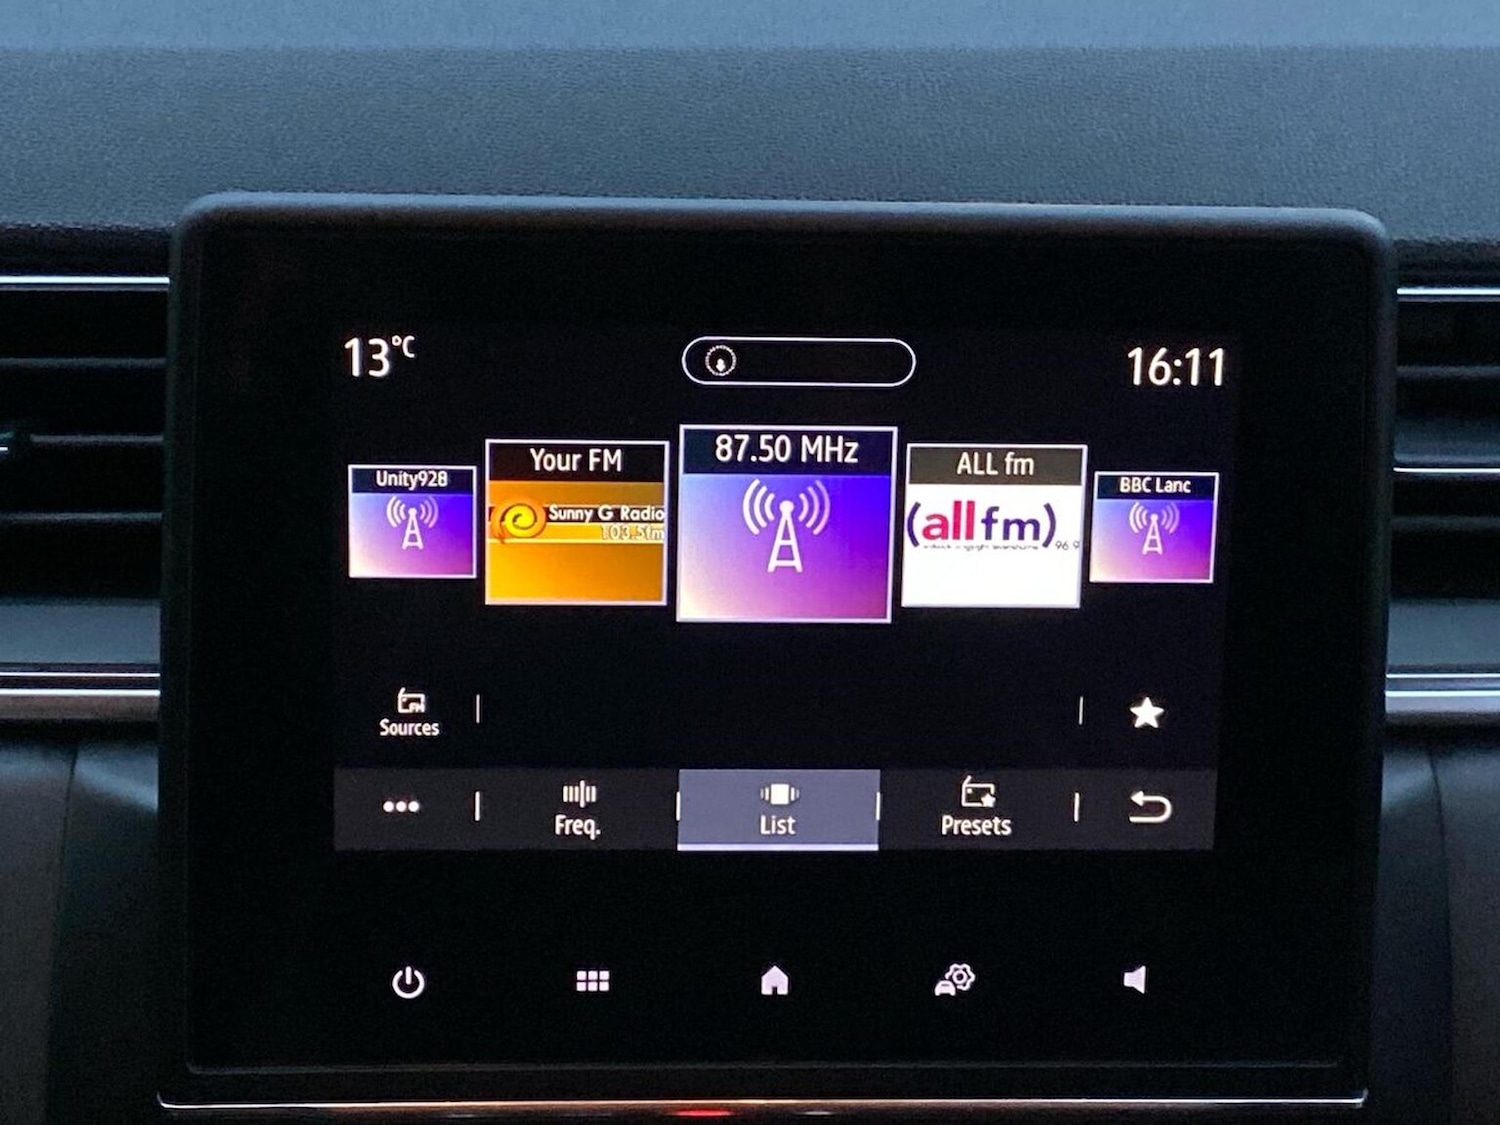 13°C
16:11
Unity928
Your FM
Sunny G Radio
103.5fm
87.50 MHz
ALL fm
(allfm)
96.9
BBC Lanc
Sources
Freq.
List
Presets